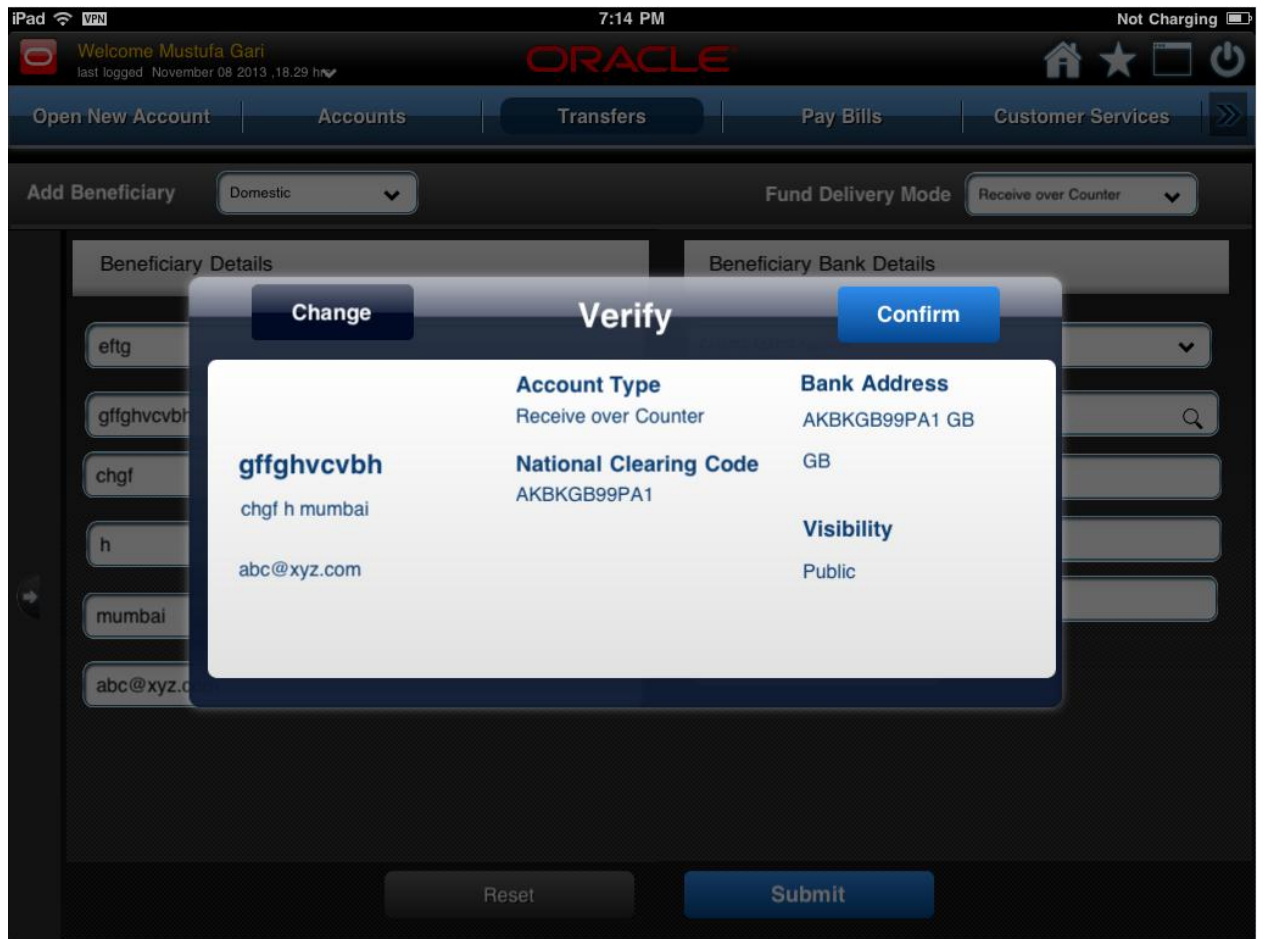 iPad VPN 7:14 PM Not Charging
Welcome Mustufa Gari
last logged November 08 2013 ,18.29 hrs
ORACLE
Open New Account Accounts Transfers Pay Bills Customer Services
Add Beneficiary Domestic Fund Delivery Mode Receive over Counter
Beneficiary Details Beneficiary Bank Details
Change Verify Confirm
eftg
gffghvcvbh
chgf
h
mumbai
abc@xyz.c
gffghvcvbh
chgf h mumbai
abc@xyz.com
Account Type
Receive over Counter
National Clearing Code
AKBKGB99PA1
Bank Address
AKBKGB99PA1 GB
GB
Visibility
Public
Reset Submit